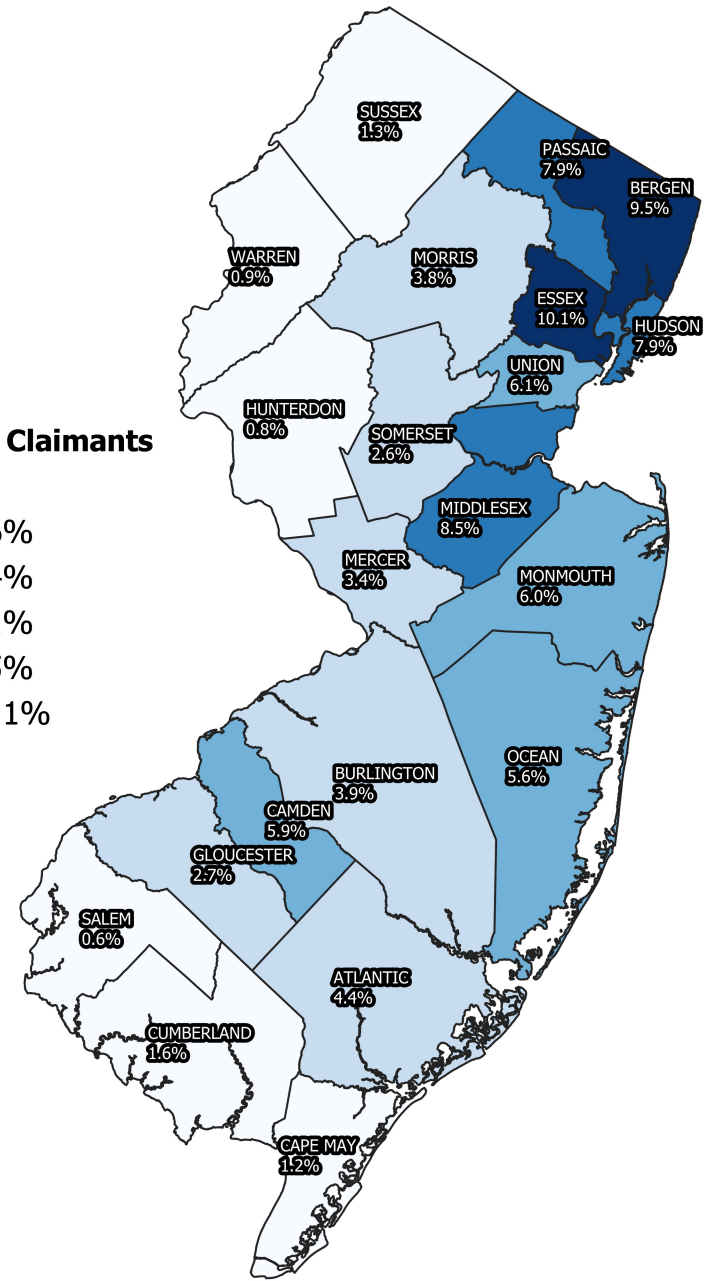 SUSSEX
1.3%
PASSAIC
7.9%
BERGEN
9.5%
WARREN
0.9%
MORRIS
3.8%
ESSEX
10.1%
HUDSON
7.9%
UNION
6.1%
HUNTERDON
0.8%
SOMERSET
2.6%
Claimants
MIDDLESEX
8.5%
%
MERCER
3.4%
MONMOUTH
6.0%
%
%
%
1%
OCEAN
5.6%
BURLINGTON
3.9%
CAMDEN
5.9%
GLOUCESTER
2.7%
SALEM
0.6%
ATLANTIC
4.4%
CUMBERLAND
1.6%
CAPE MAY
1.2%